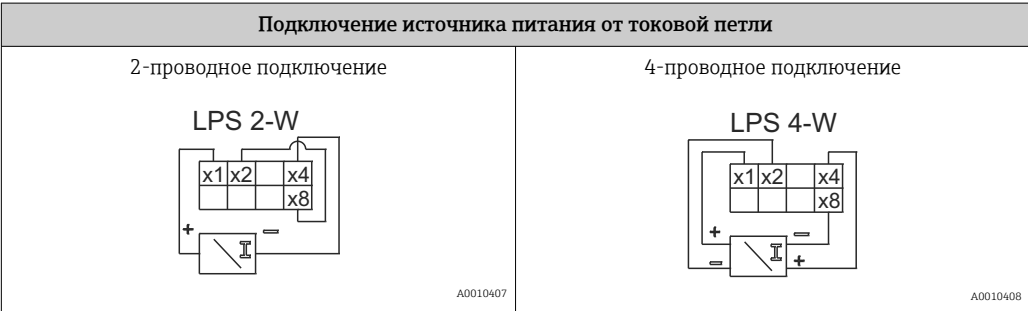 Подключение источника питания от токовой петли
2-проводное подключение
4-проводное подключение
LPS 2-W
x1 x2 x4
x8
+ −
I
A0010407
LPS 4-W
x1 x2 x4
x8
+ −
I
− +
A0010408